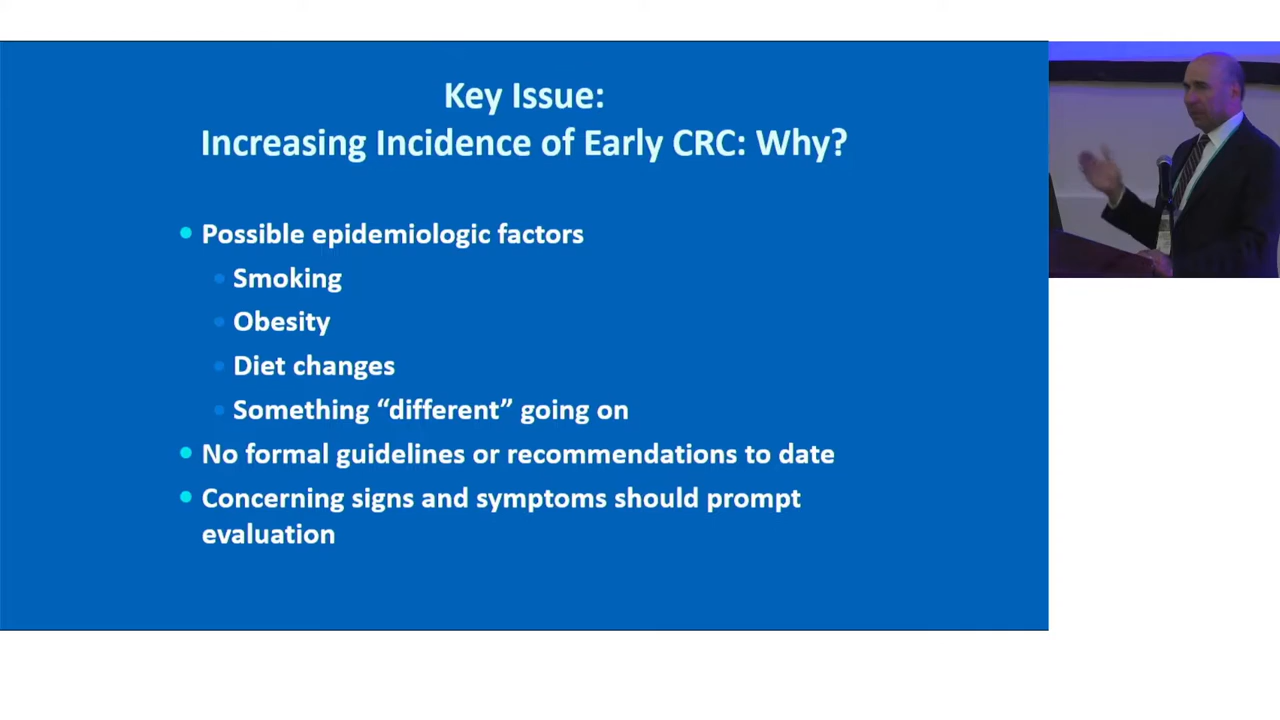 Key Issue:
Increasing Incidence of Early CRC: Why?
• Possible epidemiologic factors
• Smoking
• Obesity
• Diet changes
• Something “different” going on
• No formal guidelines or recommendations to date
• Concerning signs and symptoms should prompt
evaluation